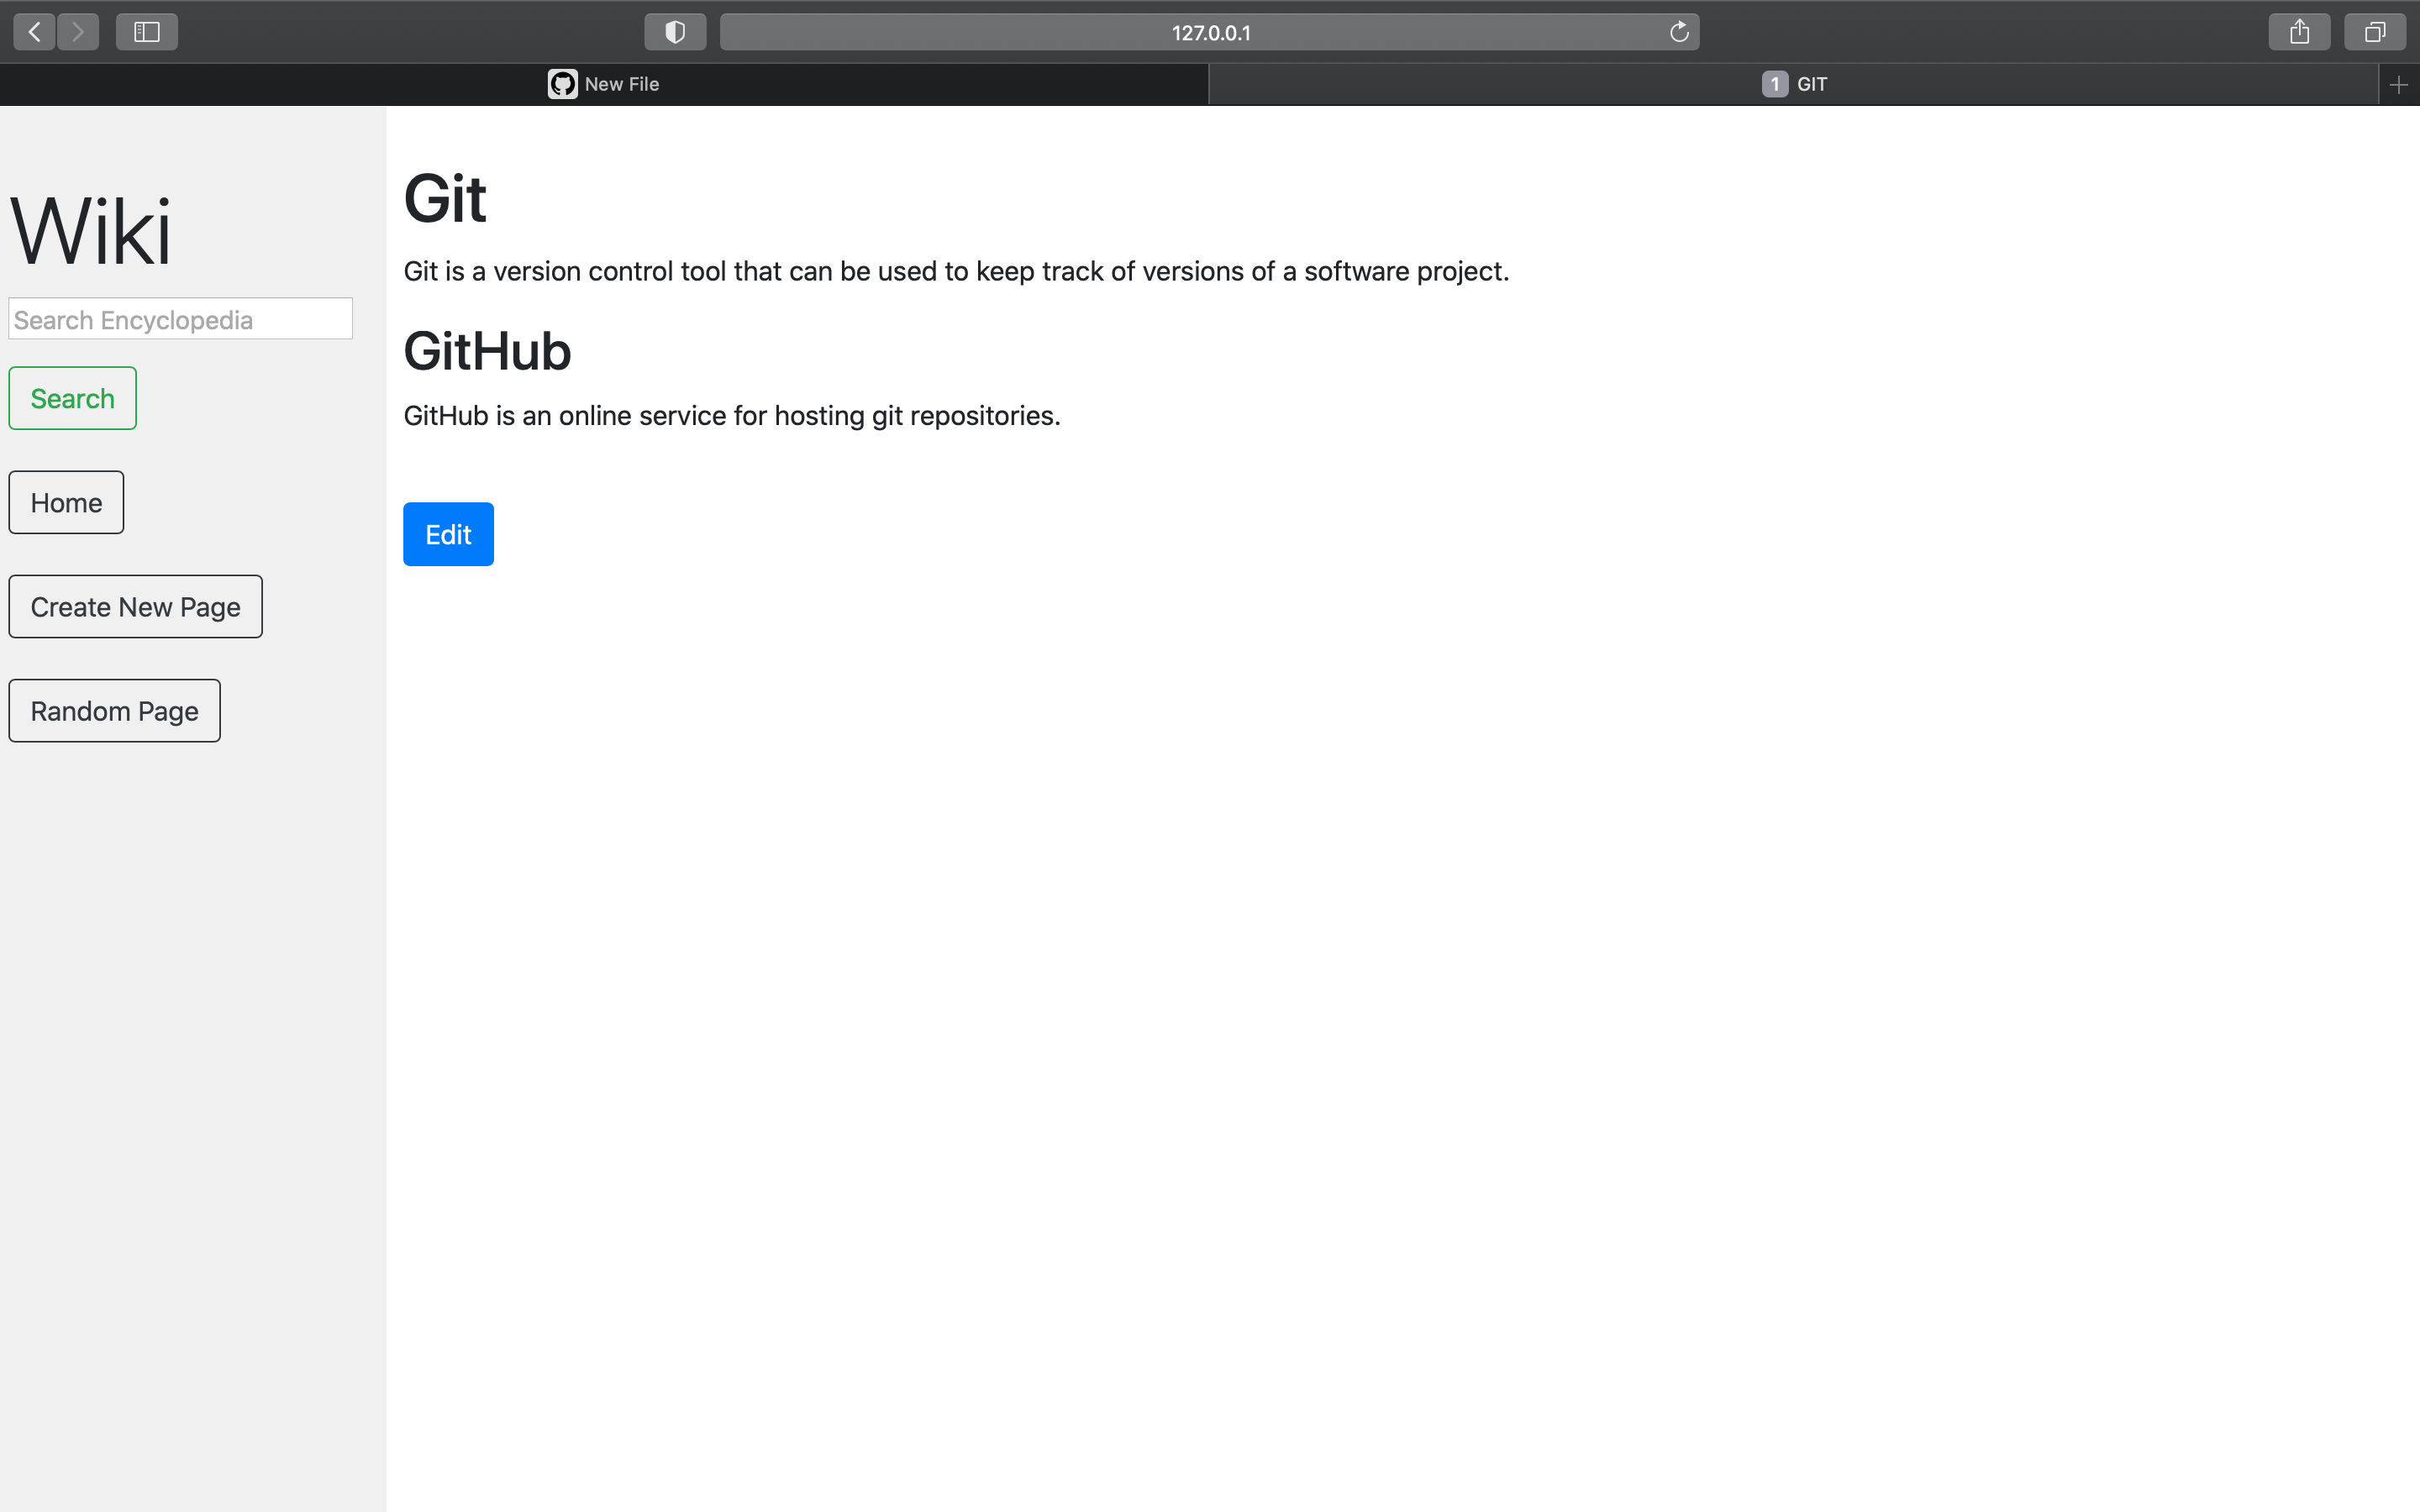 127.0.0.1
New File
1 GIT
Wiki
Search Encyclopedia
Search
Home
Create New Page
Random Page
Git
Git is a version control tool that can be used to keep track of versions of a software project.
GitHub
GitHub is an online service for hosting git repositories.
Edit